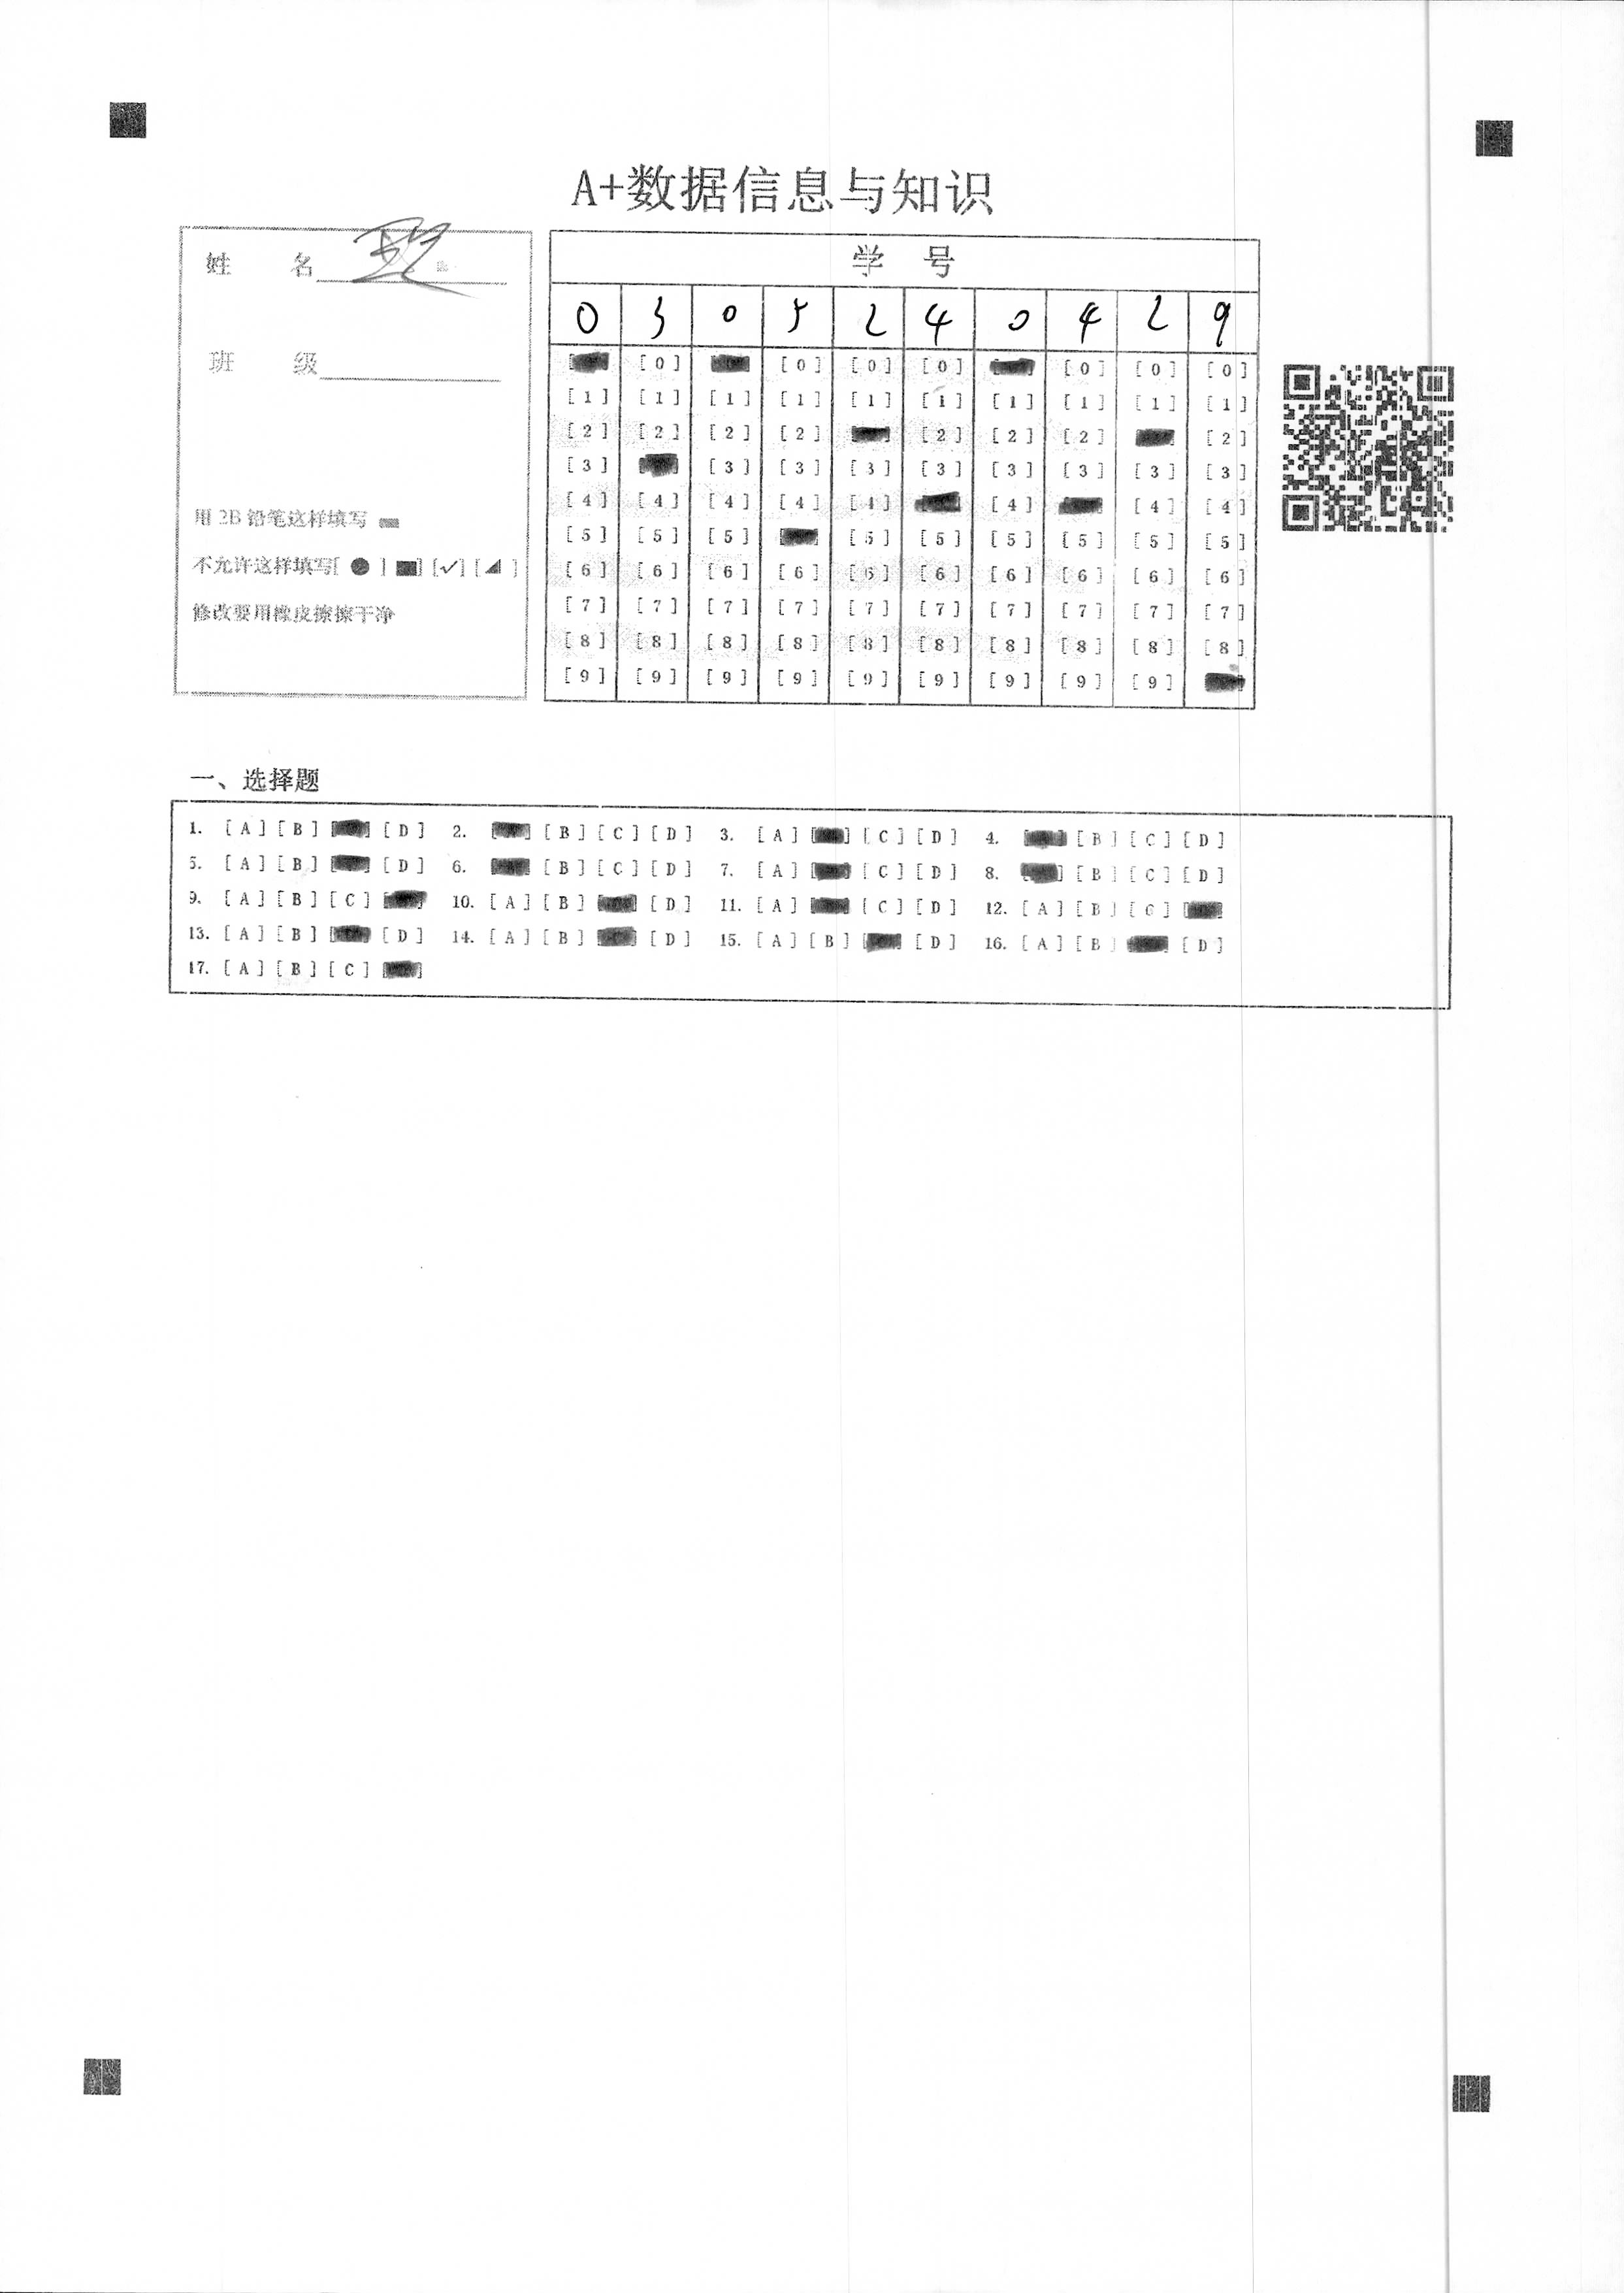 A+数据信息与知识
姓 名
班 级
用 2B 铅笔这样填写
不允许这样填写[ ● ] [■] [✓] [◢ ]
修改要用橡皮擦擦干净
学 号
0 3 0 5 2 4 0 4 2 9
[0] [0] [0] [0] [0] [0] [0]
[1] [1] [1] [1] [1] [1] [1] [1] [1] [1]
[2] [2] [2] [2] [2] [2] [2] [2]
[3] [3] [3] [3] [3] [3] [3] [3] [3]
[4] [4] [4] [4] [4] [4] [4] [4]
[5] [5] [5] [5] [5] [5] [5] [5] [5]
[6] [6] [6] [6] [6] [6] [6] [6] [6] [6]
[7] [7] [7] [7] [7] [7] [7] [7] [7] [7]
[8] [8] [8] [8] [8] [8] [8] [8] [8] [8]
[9] [9] [9] [9] [9] [9] [9] [9] [9]
一、选择题
1. [A] [B] [D] 2. [B] [C] [D] 3. [A] [C] [D] 4. [B] [C] [D]
5. [A] [B] [D] 6. [B] [C] [D] 7. [A] [C] [D] 8. [B] [C] [D]
9. [A] [B] [C] 10. [A] [B] [D] 11. [A] [C] [D] 12. [A] [B] [C]
13. [A] [B] [D] 14. [A] [B] [D] 15. [A] [B] [D] 16. [A] [B] [D]
17. [A] [B] [C]